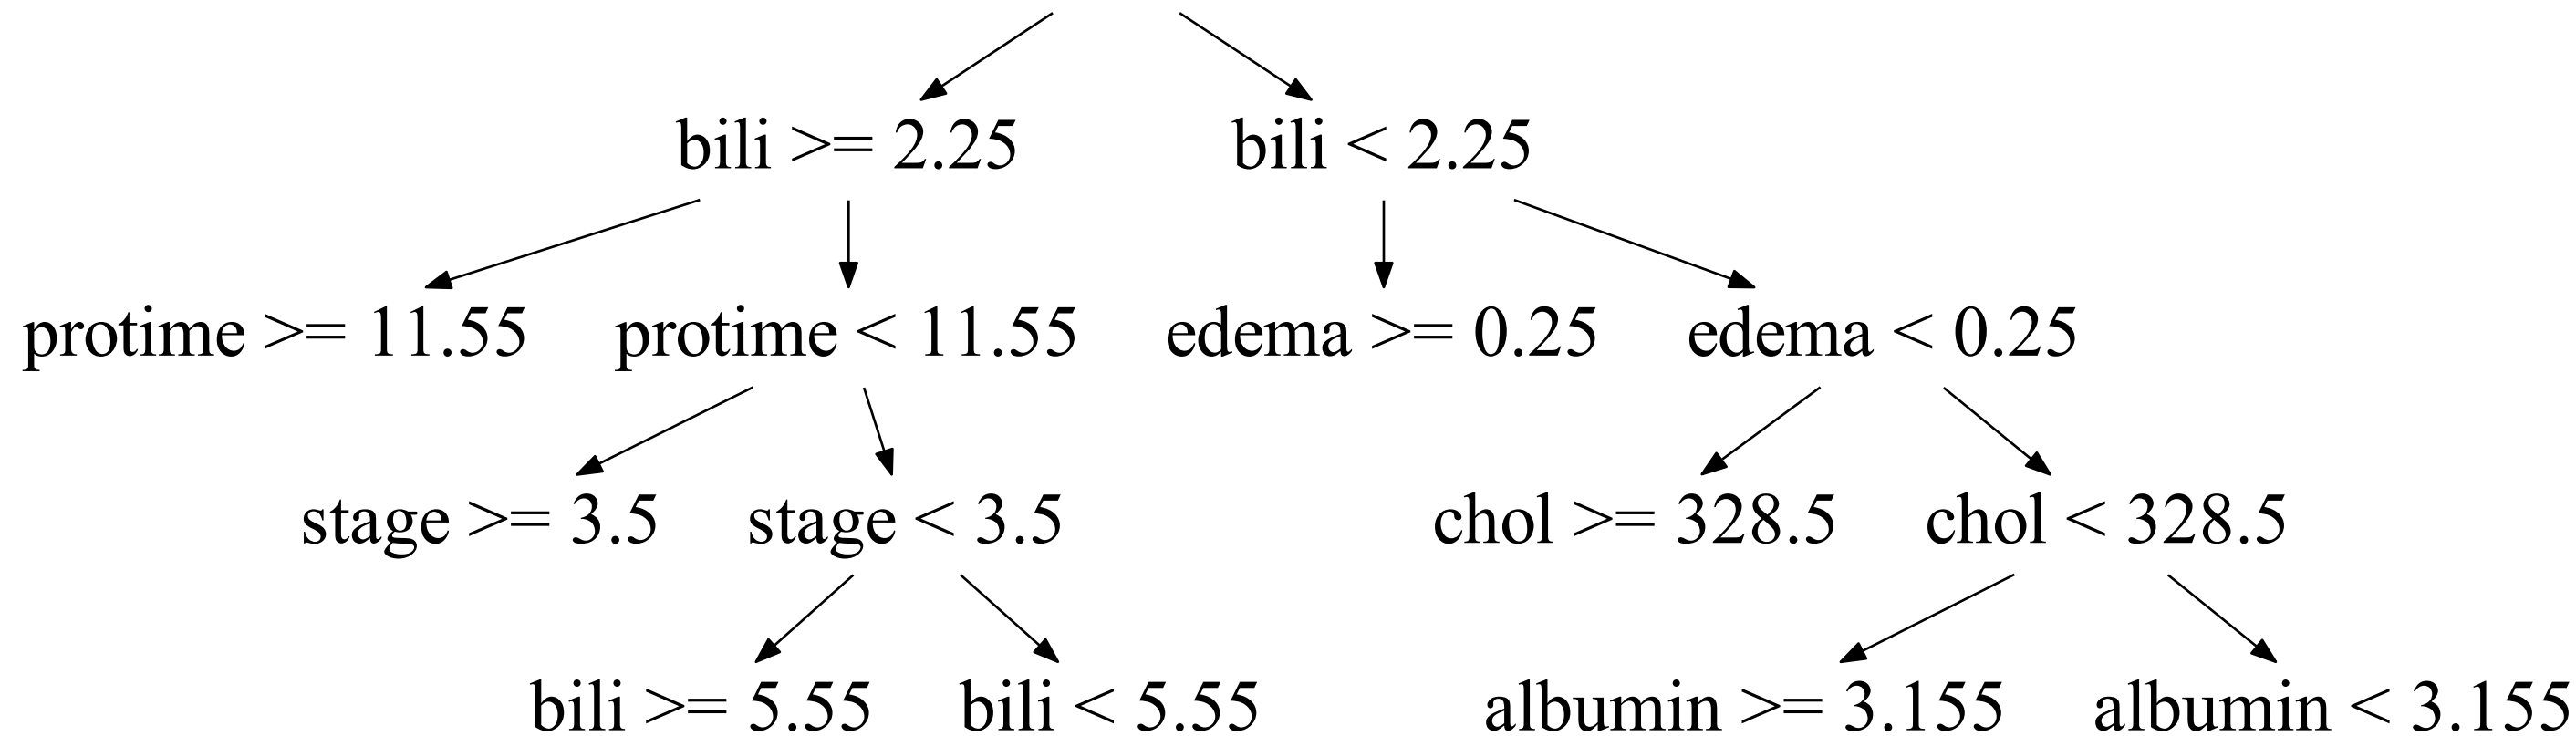 bili >= 2.25 bili < 2.25
protime >= 11.55 protime < 11.55 edema >= 0.25 edema < 0.25
stage >= 3.5 stage < 3.5 chol >= 328.5 chol < 328.5
bili >= 5.55 bili < 5.55 albumin >= 3.155 albumin < 3.155